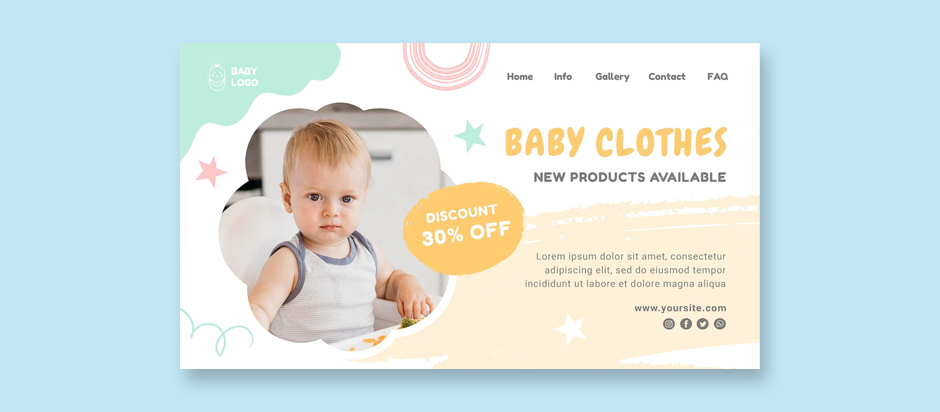 BABY
LOGO
Home Info Gallery Contact FAQ
BABY CLOTHES
NEW PRODUCTS AVAILABLE
DISCOUNT
30% OFF
Lorem ipsum dolor sit amet, consectetur
adipiscing elit, sed do eiusmod tempor
incididunt ut labore et dolore magna aliqua
www.yoursite.com